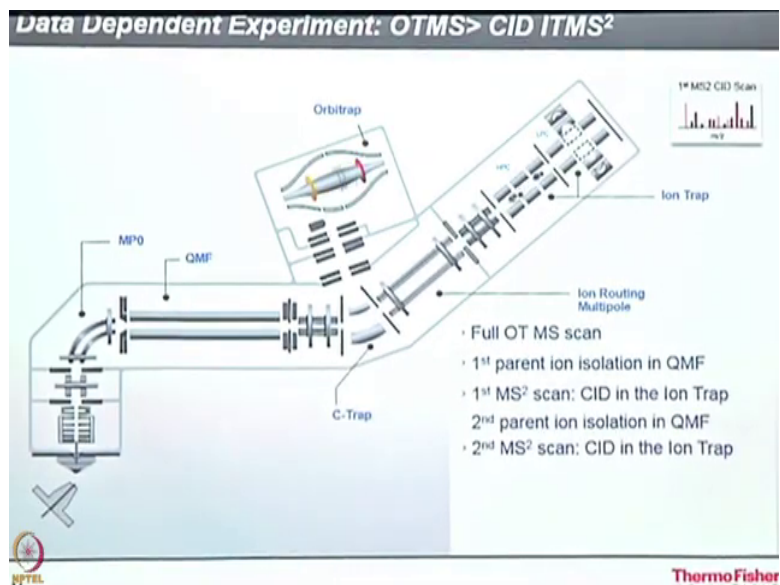 Data Dependent Experiment: OTMS> CID ITMS²
1st MS2 CID Scan
m/z
Orbitrap
Ion Trap
MP0
QMF
Ion Routing
Multipole
C-Trap
· Full OT MS scan
· 1st parent ion isolation in QMF
· 1st MS² scan: CID in the Ion Trap
2nd parent ion isolation in QMF
· 2nd MS² scan: CID in the Ion Trap
NPTEL
ThermoFisher